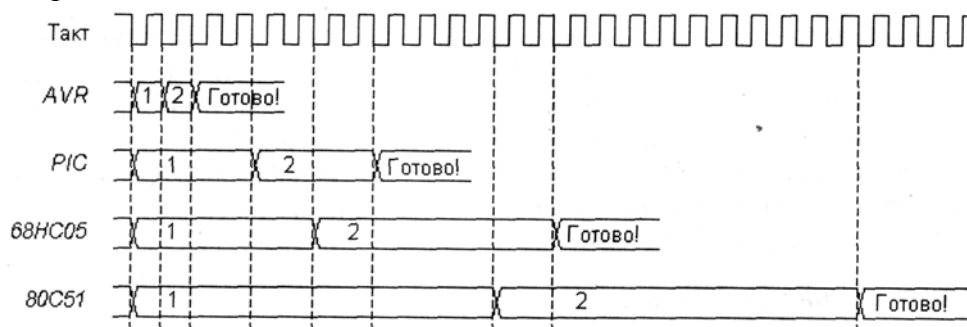 Такт
AVR 1 2 Готово!
PIC 1 2 Готово!
68HC05 1 2 Готово!
80C51 1 2 Готово!